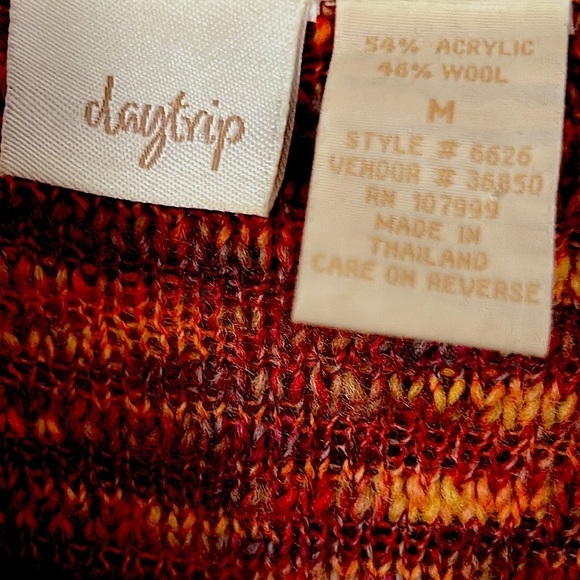 daytrip
54% ACRYLIC
46% WOOL
M
STYLE # 6626
VENDOR # 36850
RN 107999
MADE IN
THAILAND
CARE ON REVERSE